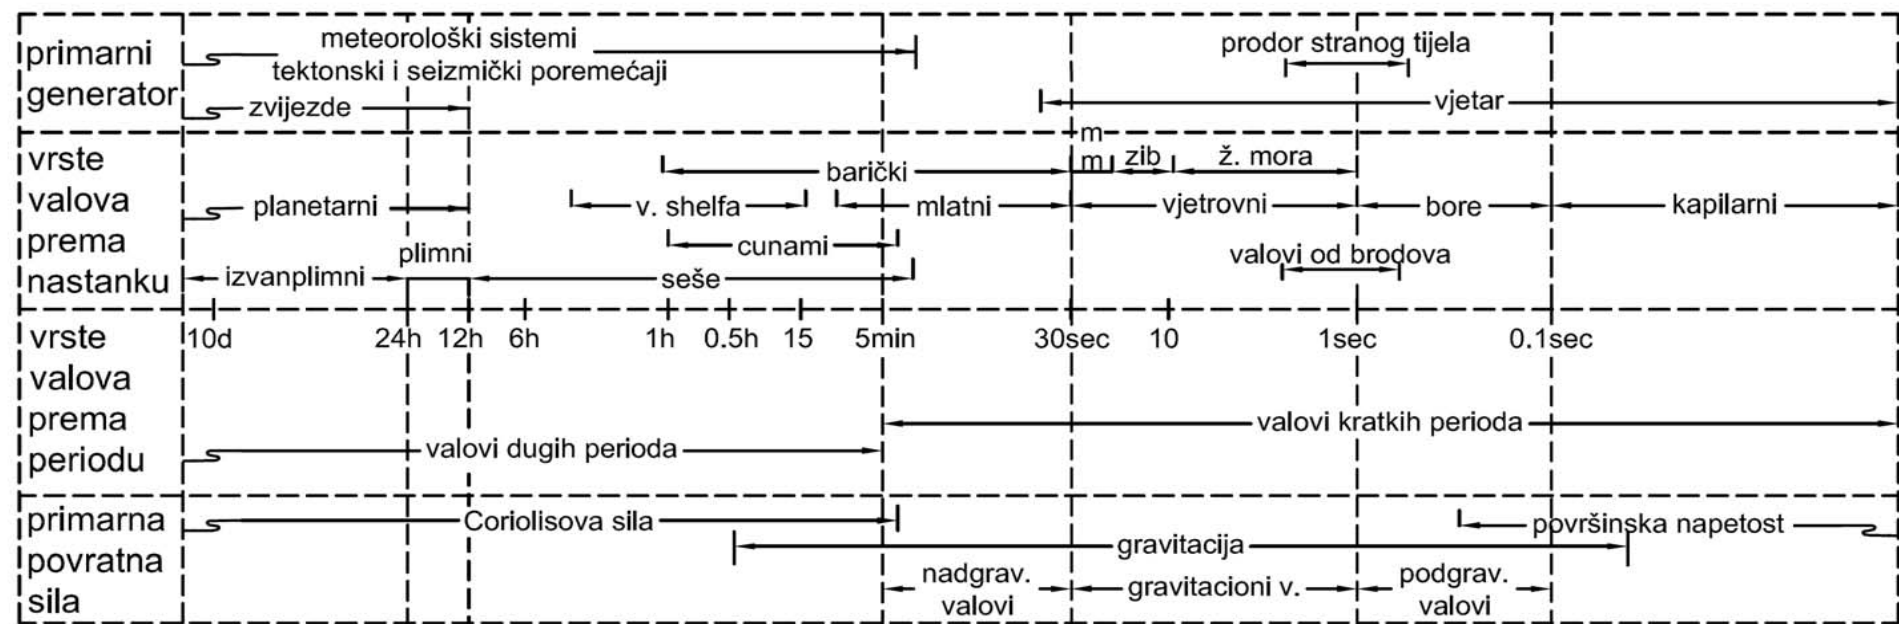 primarni
generator
meteorološki sistemi
tektonski i seizmički poremećaji
zvijezde
prodor stranog tijela
vjetar
vrste
valova
prema
nastanku
m
barički
m
zib
ž. mora
planetarni
v. shelfa
mlatni
vjetrovni
bore
kapilarni
cunami
plimni
valovi od brodova
izvanplimni
seše
10d
24h
12h
6h
1h
0.5h
15
5min
30sec
10
1sec
0.1sec
vrste
valova
prema
periodu
valovi kratkih perioda
valovi dugih perioda
primarna
povratna
sila
Coriolisova sila
površinska napetost
gravitacija
nadgrav.
valovi
gravitacioni v.
podgrav.
valovi